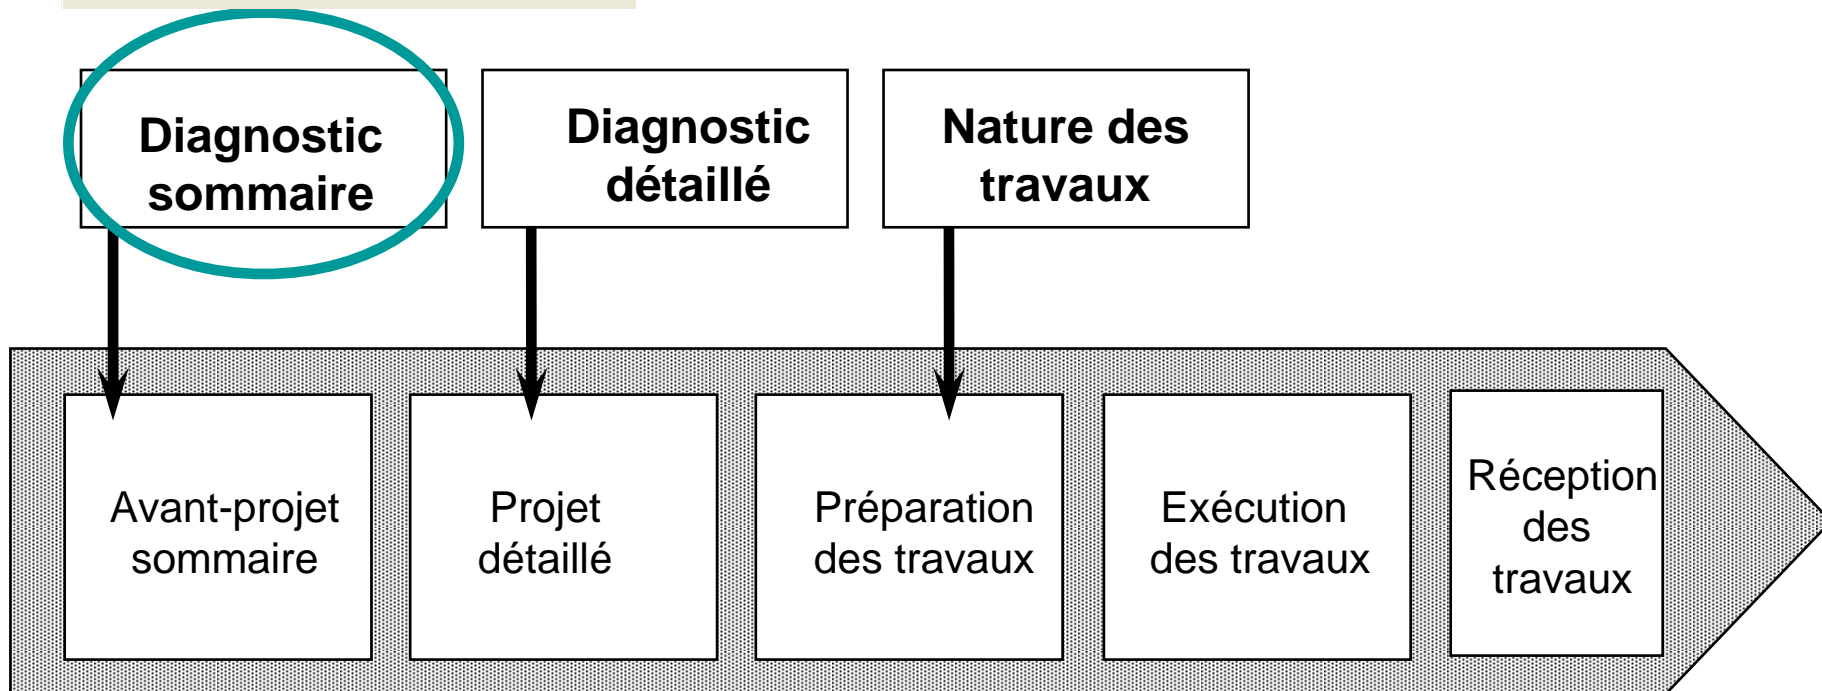 Diagnostic
sommaire
Diagnostic
détaillé
Nature des
travaux
Avant-projet
sommaire
Projet
détaillé
Préparation
des travaux
Exécution
des travaux
Réception
des
travaux